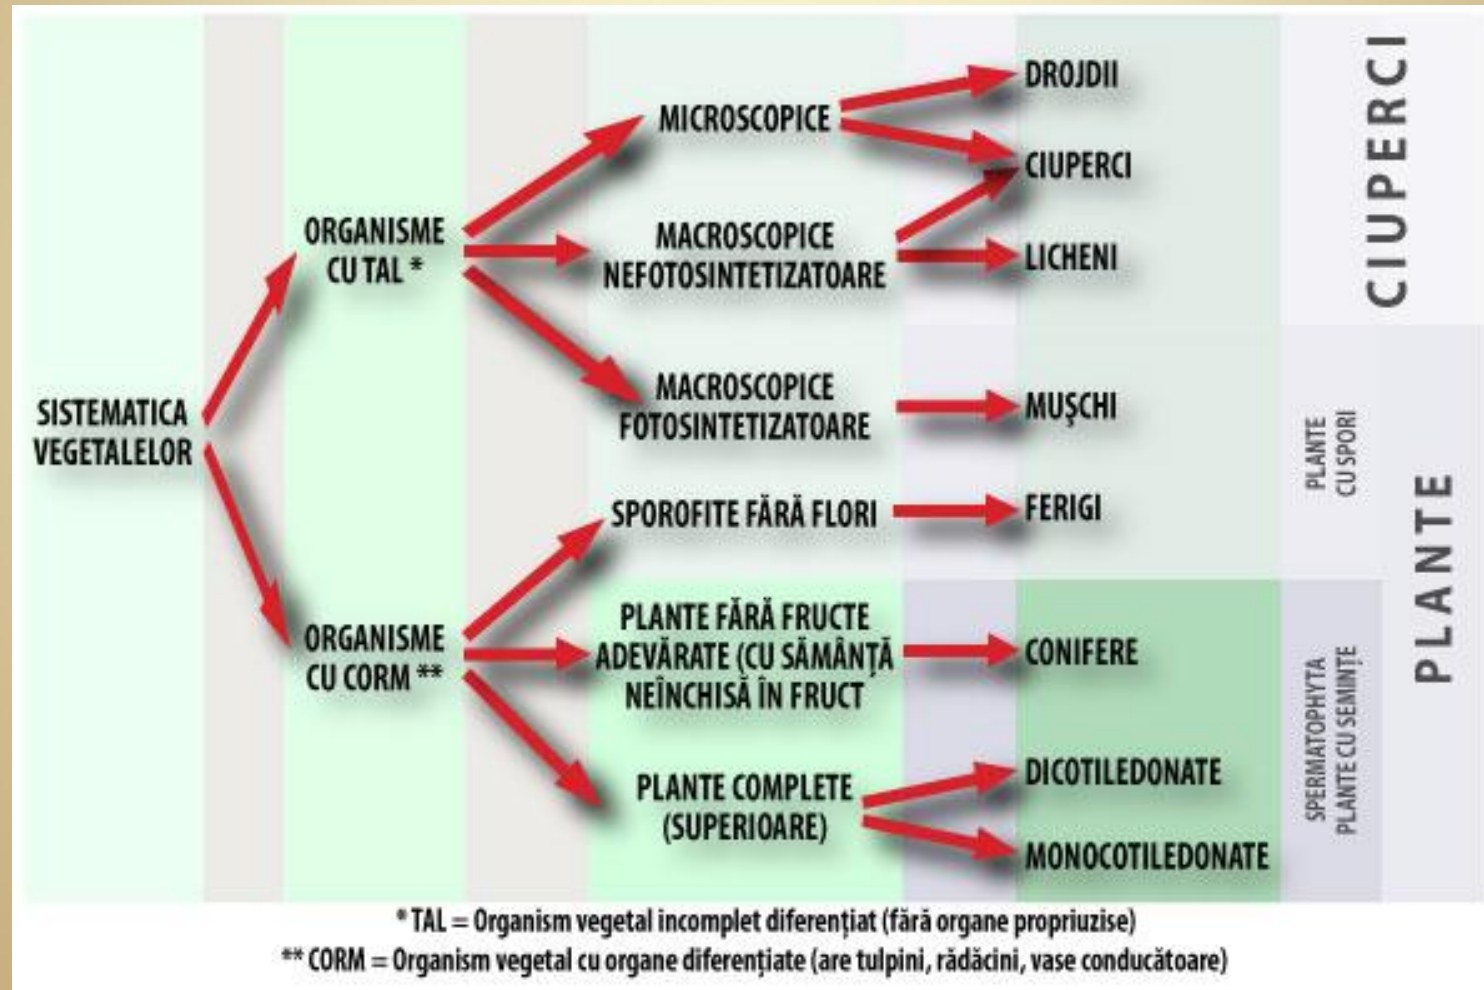 SISTEMATICA
VEGETALELOR
ORGANISME
CU TAL *
ORGANISME
CU CORM **
MICROSCOPICE
MACROSCOPICE
NEFOTOSINTETIZATOARE
MACROSCOPICE
FOTOSINTETIZATOARE
SPOROFITE FĂRĂ FLORI
PLANTE FĂRĂ FRUCTE
ADEVĂRATE (CU SĂMÂNȚĂ
NEÎNCHISĂ ÎN FRUCT
PLANTE COMPLETE
(SUPERIOARE)
DROJDII
CIUPERCI
LICHENI
MUŞCHI
FERIGI
CONIFERE
DICOTILEDONATE
MONOCOTILEDONATE
CIUPERCI
PLANTE
CU SPORI
SPERMATOPHYTA
PLANTE CU SEMINȚE
PLANTE
* TAL = Organism vegetal incomplet diferențiat (fără organe propriuzise)
** CORM = Organism vegetal cu organe diferențiate (are tulpini, rădăcini, vase conducătoare)